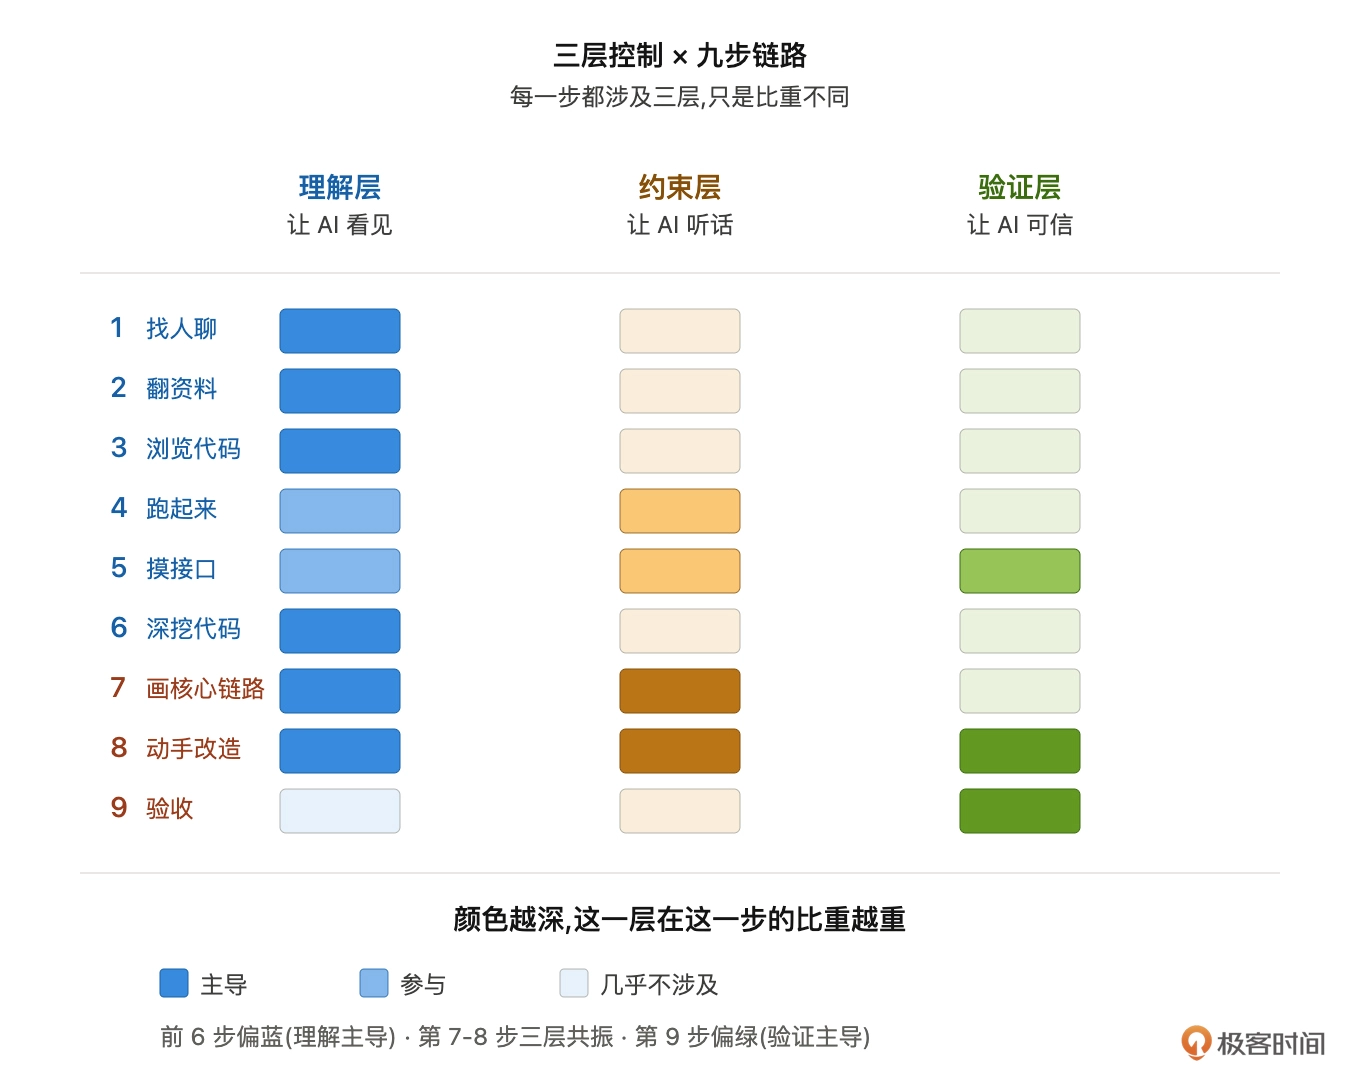 三层控制 × 九步链路
每一步都涉及三层,只是比重不同
理解层
让 AI 看见
约束层
让 AI 听话
验证层
让 AI 可信
1 找人聊
2 翻资料
3 浏览代码
4 跑起来
5 摸接口
6 深挖代码
7 画核心链路
8 动手改造
9 验收
颜色越深,这一层在这一步的比重越重
主导
参与
几乎不涉及
前 6 步偏蓝(理解主导) · 第 7-8 步三层共振 · 第 9 步偏绿(验证主导)
极客时间